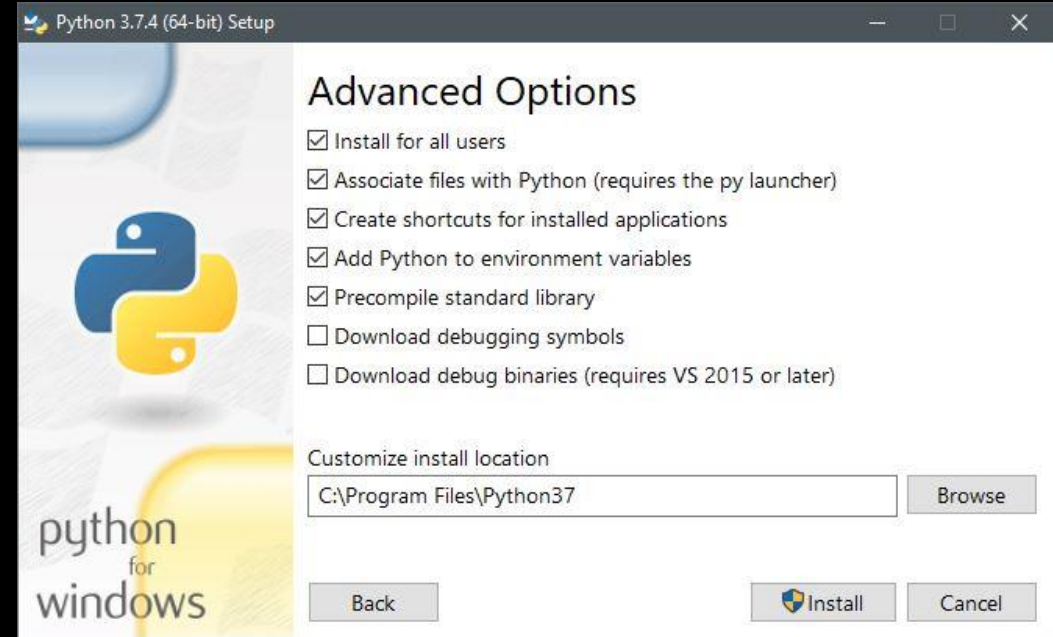 Python 3.7.4 (64-bit) Setup
Advanced Options
Install for all users
Associate files with Python (requires the py launcher)
Create shortcuts for installed applications
Add Python to environment variables
Precompile standard library
Download debugging symbols
Download debug binaries (requires VS 2015 or later)
Customize install location
C:\Program Files\Python37
Browse
python
for
windows
Back
Install
Cancel